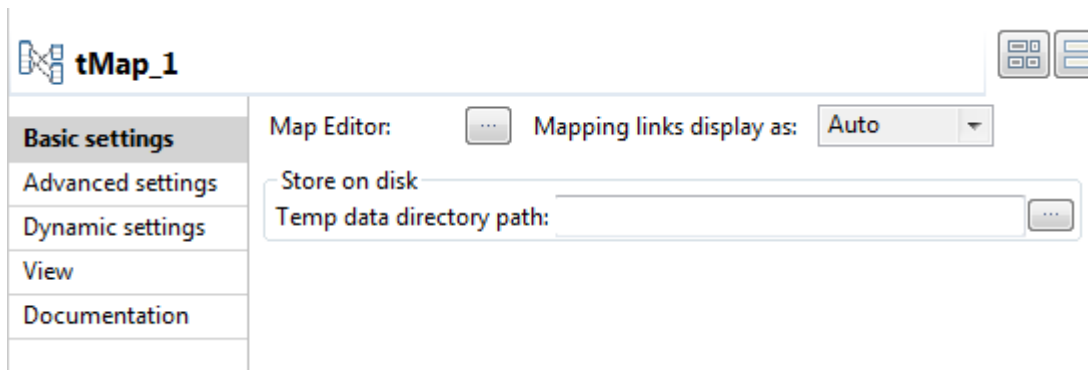 tMap_1
Basic settings
Advanced settings
Dynamic settings
View
Documentation
Map Editor: ... Mapping links display as: Auto
Store on disk
Temp data directory path: ...